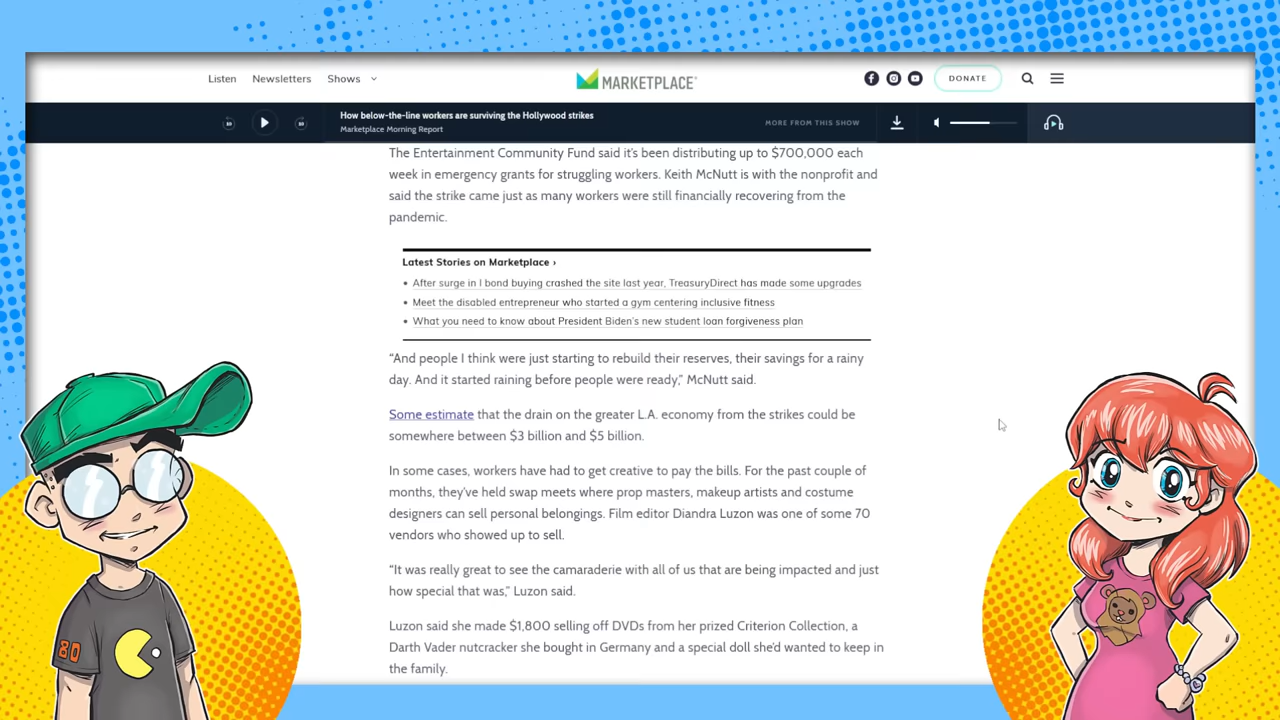 Listen
Newsletters
Shows
MARKETPLACE
DONATE
How below-the-line workers are surviving the Hollywood strikes
Marketplace Morning Report
MORE FROM THIS SHOW
The Entertainment Community Fund said it's been distributing up to $700,000 each
week in emergency grants for struggling workers. Keith McNutt is with the nonprofit and
said the strike came just as many workers were still financially recovering from the
pandemic.
Latest Stories on Marketplace ›
• After surge in I bond buying crashed the site last year, TreasuryDirect has made some upgrades
• Meet the disabled entrepreneur who started a gym centering inclusive fitness
• What you need to know about President Biden's new student loan forgiveness plan
“And people I think were just starting to rebuild their reserves, their savings for a rainy
day. And it started raining before people were ready,” McNutt said.
Some estimate that the drain on the greater L.A. economy from the strikes could be
somewhere between $3 billion and $5 billion.
In some cases, workers have had to get creative to pay the bills. For the past couple of
months, they've held swap meets where prop masters, makeup artists and costume
designers can sell personal belongings. Film editor Diandra Luzon was one of some 70
vendors who showed up to sell.
“It was really great to see the camaraderie with all of us that are being impacted and just
how special that was,” Luzon said.
Luzon said she made $1,800 selling off DVDs from her prized Criterion Collection, a
Darth Vader nutcracker she bought in Germany and a special doll she'd wanted to keep in
the family.
80